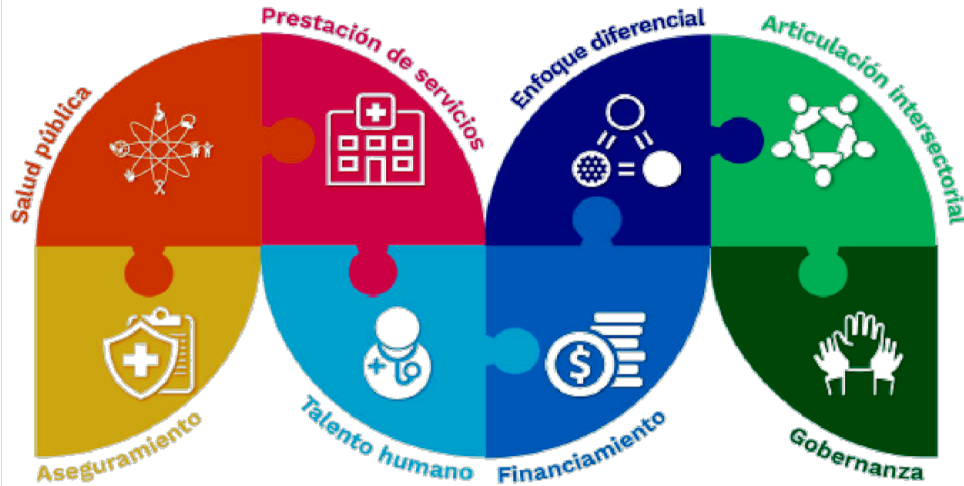 Salud pública
Prestación de servicios
Enfoque diferencial
Articulación intersectorial
Aseguramiento
Talento humano
Financiamiento
Gobernanza
$